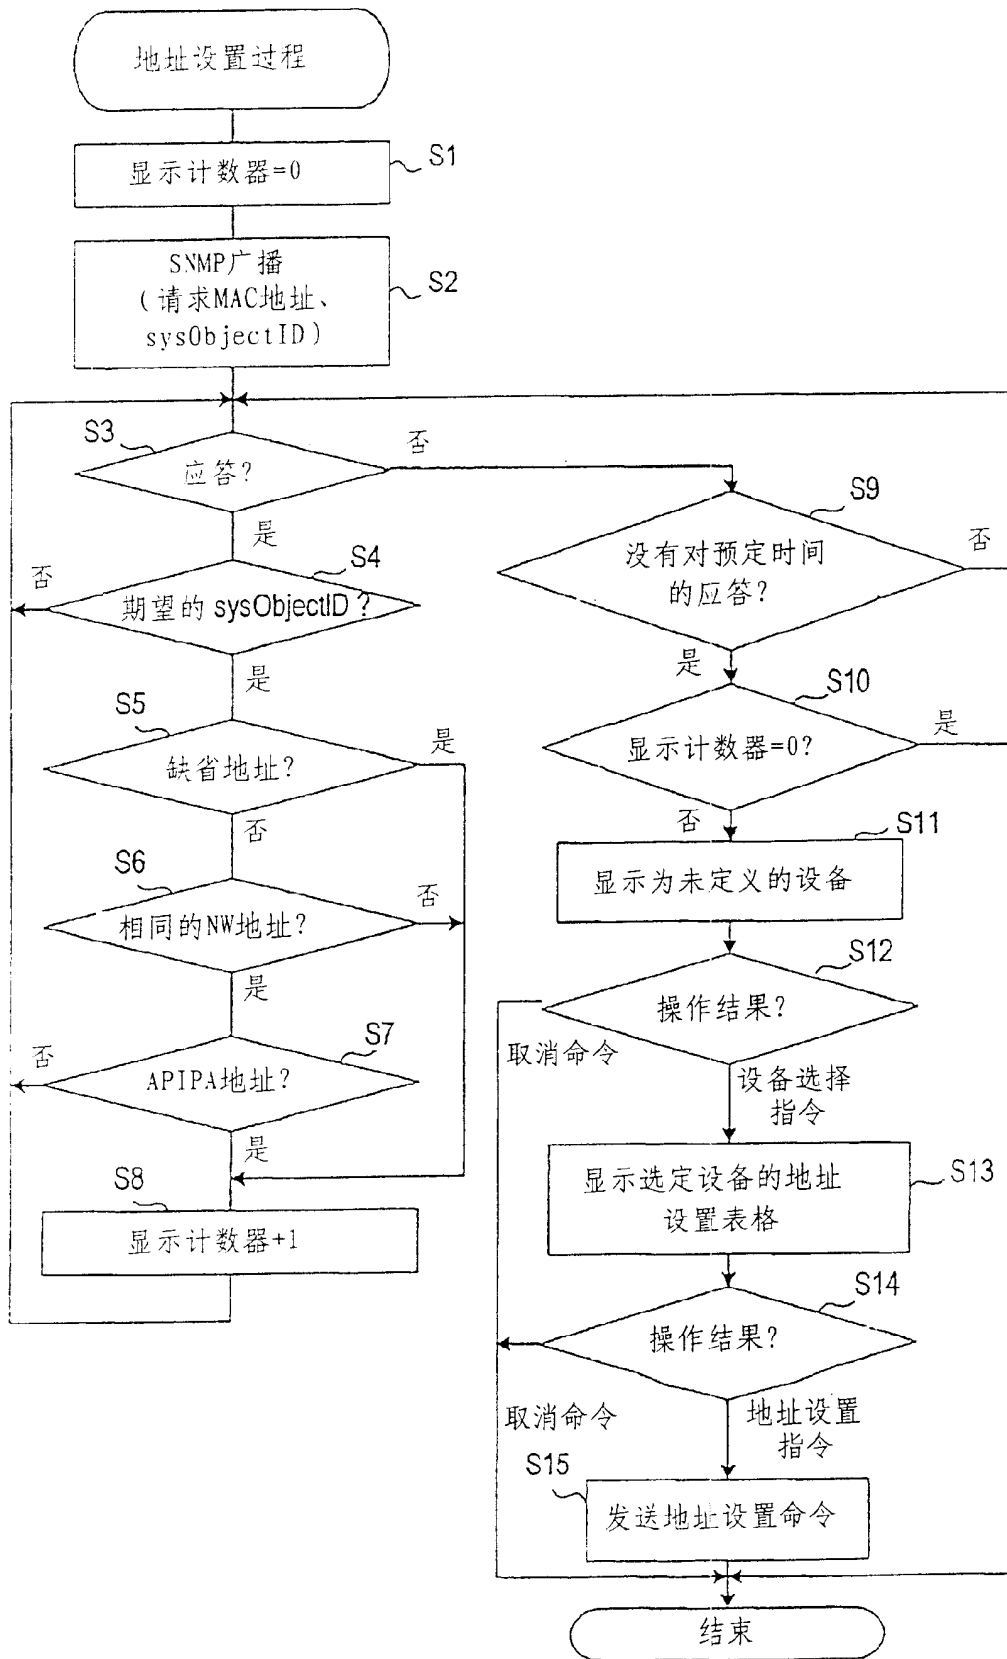 地址设置过程
显示计数器=0
S1
SNMP广播
(请求MAC地址、
sysObjectID)
S2
S3
应答?
否
是
S4
否
期望的 sysObjectID ?
是
S5
缺省地址?
是
否
S6
相同的NW地址?
否
是
S7
否
APIPA地址?
是
S8
显示计数器+1
S9
没有对预定时间
的应答?
否
是
S10
显示计数器=0?
是
否
S11
显示为未定义的设备
S12
操作结果?
取消命令
设备选择
指令
S13
显示选定设备的地址
设置表格
S14
操作结果?
取消命令
地址设置
指令
S15
发送地址设置命令
结束